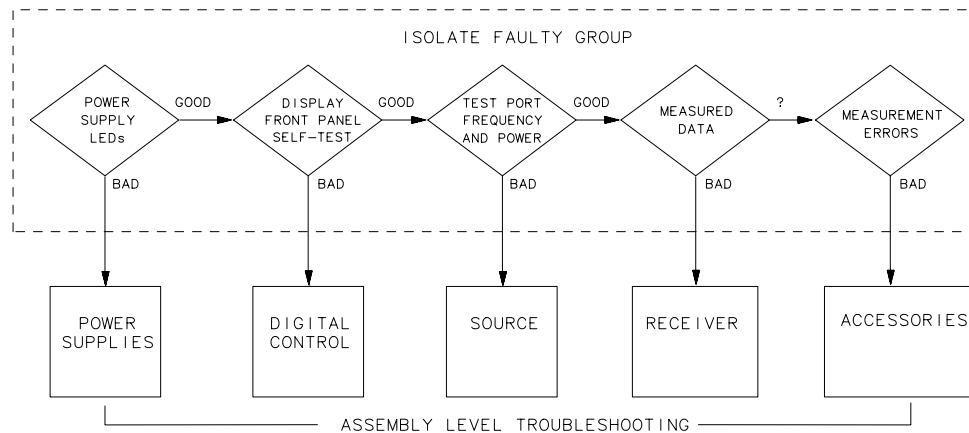 ISOLATE FAULTY GROUP
POWER
SUPPLY
LEDs
GOOD
DISPLAY
FRONT PANEL
SELF-TEST
GOOD
TEST PORT
FREQUENCY
AND POWER
GOOD
MEASURED
DATA
?
MEASUREMENT
ERRORS
BAD
BAD
BAD
BAD
BAD
POWER
SUPPLIES
DIGITAL
CONTROL
SOURCE
RECEIVER
ACCESSORIES
ASSEMBLY LEVEL TROUBLESHOOTING